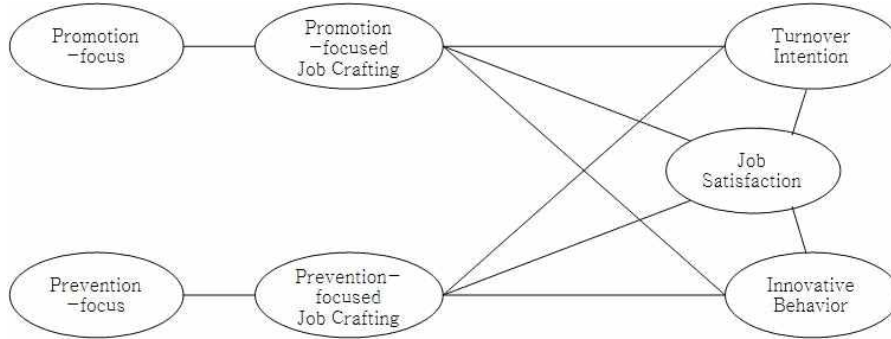 Promotion
-focus
Promotion
-focused
Job Crafting
Turnover
Intention
Job
Satisfaction
Prevention
-focus
Prevention-
focused
Job Crafting
Innovative
Behavior